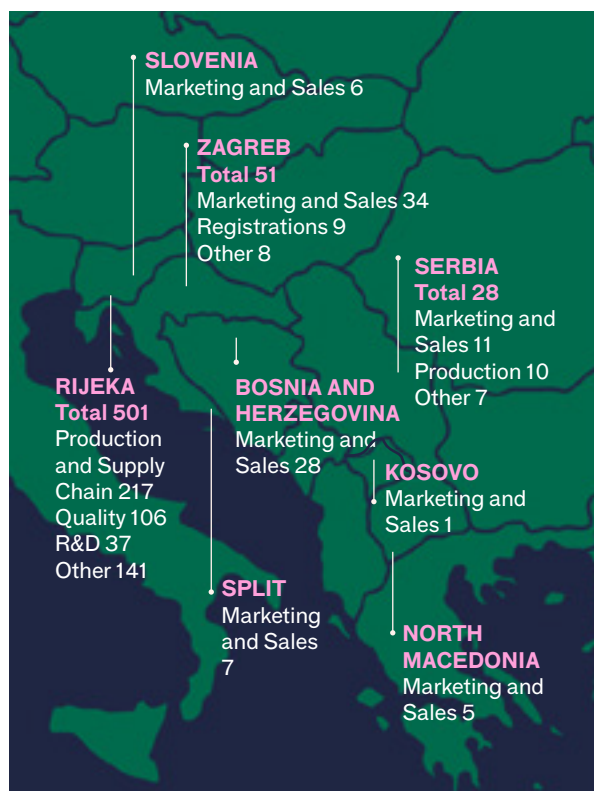 SLOVENIA
Marketing and Sales 6
ZAGREB
Total 51
Marketing and Sales 34
Registrations 9
Other 8
SERBIA
Total 28
Marketing and
Sales 11
Production 10
Other 7
RIJEKA
Total 501
Production
and Supply
Chain 217
Quality 106
R&D 37
Other 141
BOSNIA AND
HERZEGOVINA
Marketing and
Sales 28
KOSOVO
Marketing and
Sales 1
SPLIT
Marketing
and Sales
7
NORTH
MACEDONIA
Marketing and
Sales 5